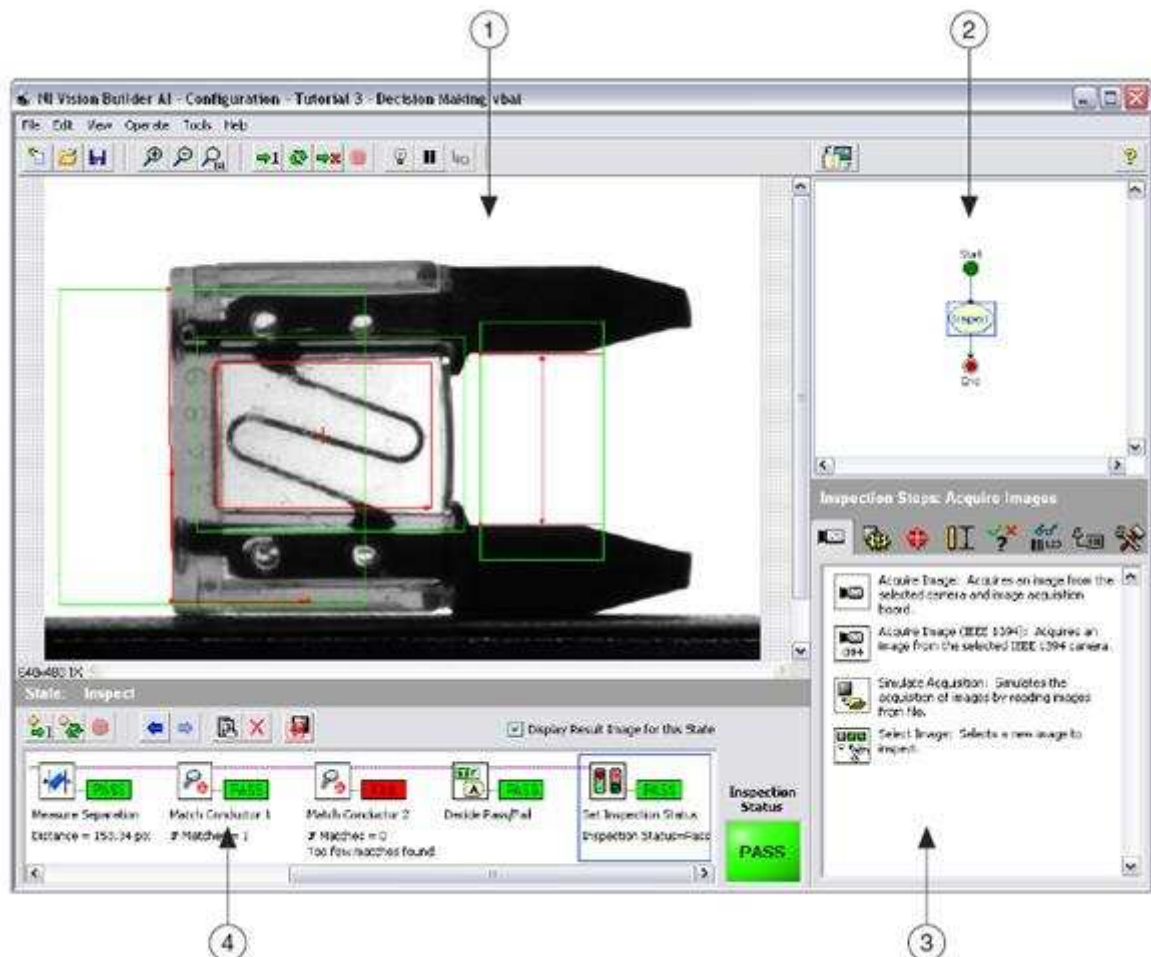 1
2
NI Vision Builder AI - Configuration - Tutorial 3 - Decision Making.vbai
File Edit View Operate Tools Help
Start
Inspect
End
Inspection Steps: Acquire Images
Acquire Image: Acquires an image from the
selected camera and image acquisition
board.
Acquire Image (IEEE 1394): Acquires an
image from the selected IEEE 1394 camera.
Simulate Acquisition: Simulates the
acquisition of images by reading images
from file.
Select Image: Selects a new image to
inspect.
640x480 1X
State: Inspect
Display Result Image for this State
PASS PASS FAIL PASS PASS
Measure Separation Match Conductor 1 Match Conductor 2 Decide Pass/Fail Set Inspection Status
Distance = px # Matches = 1 # Matches = 0 Inspection Status=Pass
Too few matches found
Inspection
Status
PASS
4
3